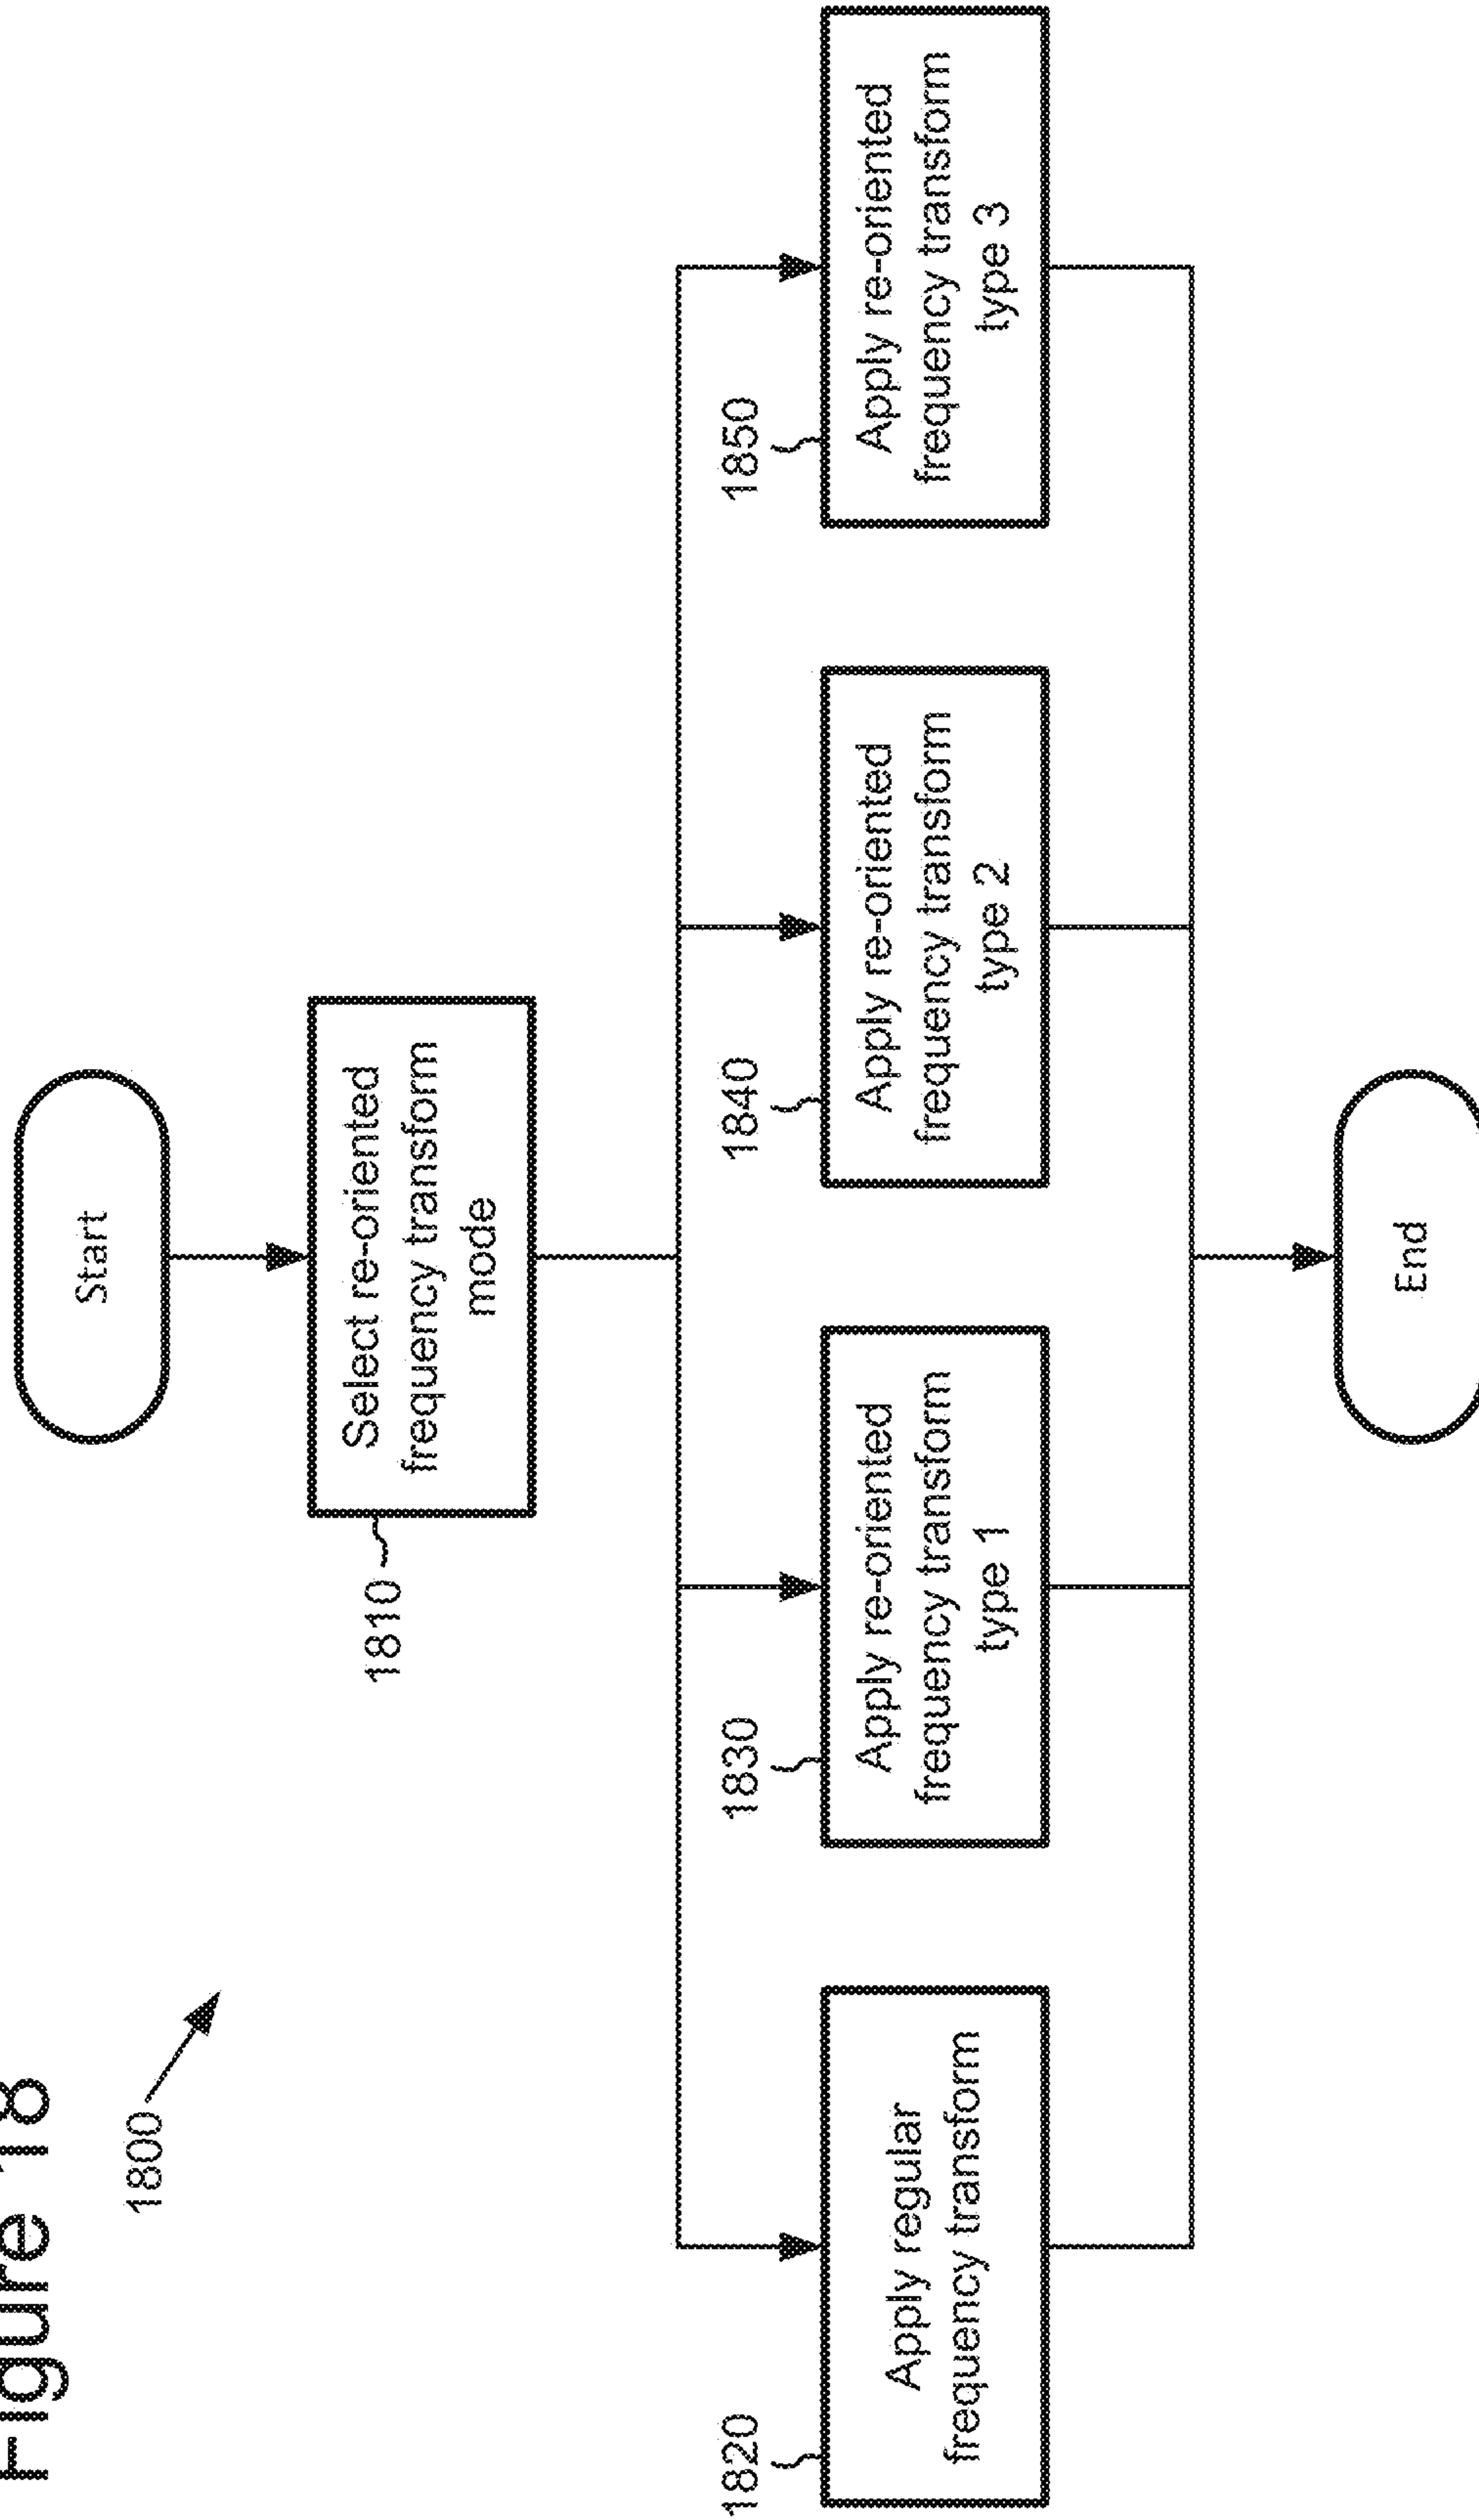 Figure 18
1800
Start
1810
Select re-oriented
frequency transform
mode
1820
Apply regular
frequency transform
1830
Apply re-oriented
frequency transform
type 1
1840
Apply re-oriented
frequency transform
type 2
1850
Apply re-oriented
frequency transform
type 3
End